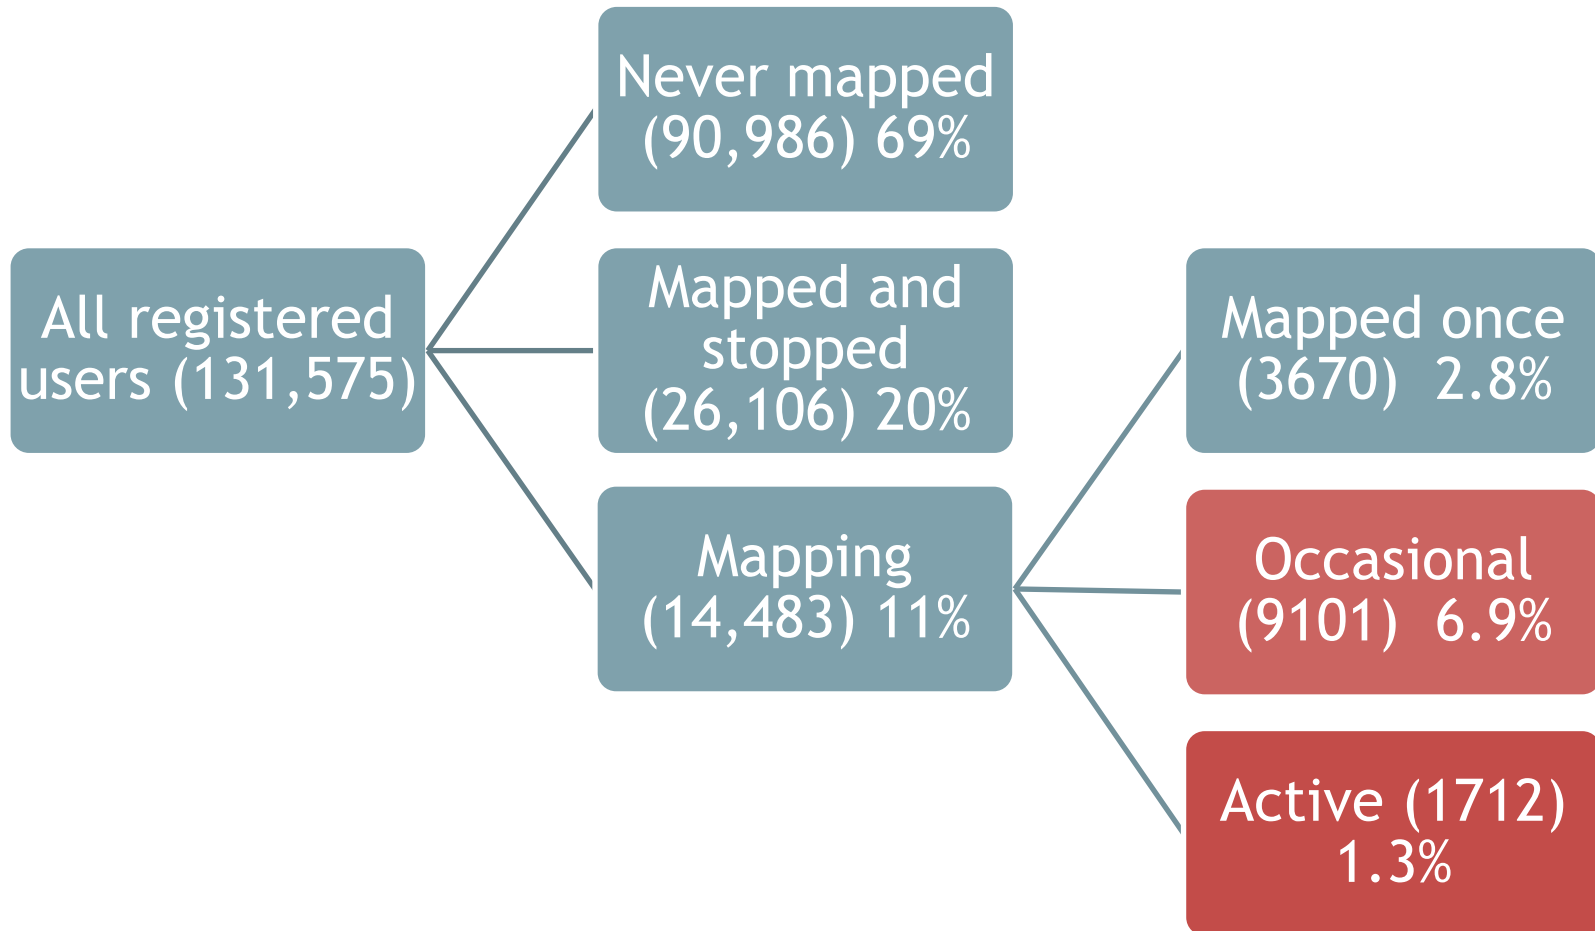 All registered
users (131,575)
Never mapped
(90,986) 69%
Mapped and
stopped
(26,106) 20%
Mapping
(14,483) 11%
Mapped once
(3670)  2.8%
Occasional
(9101)  6.9%
Active (1712)
1.3%